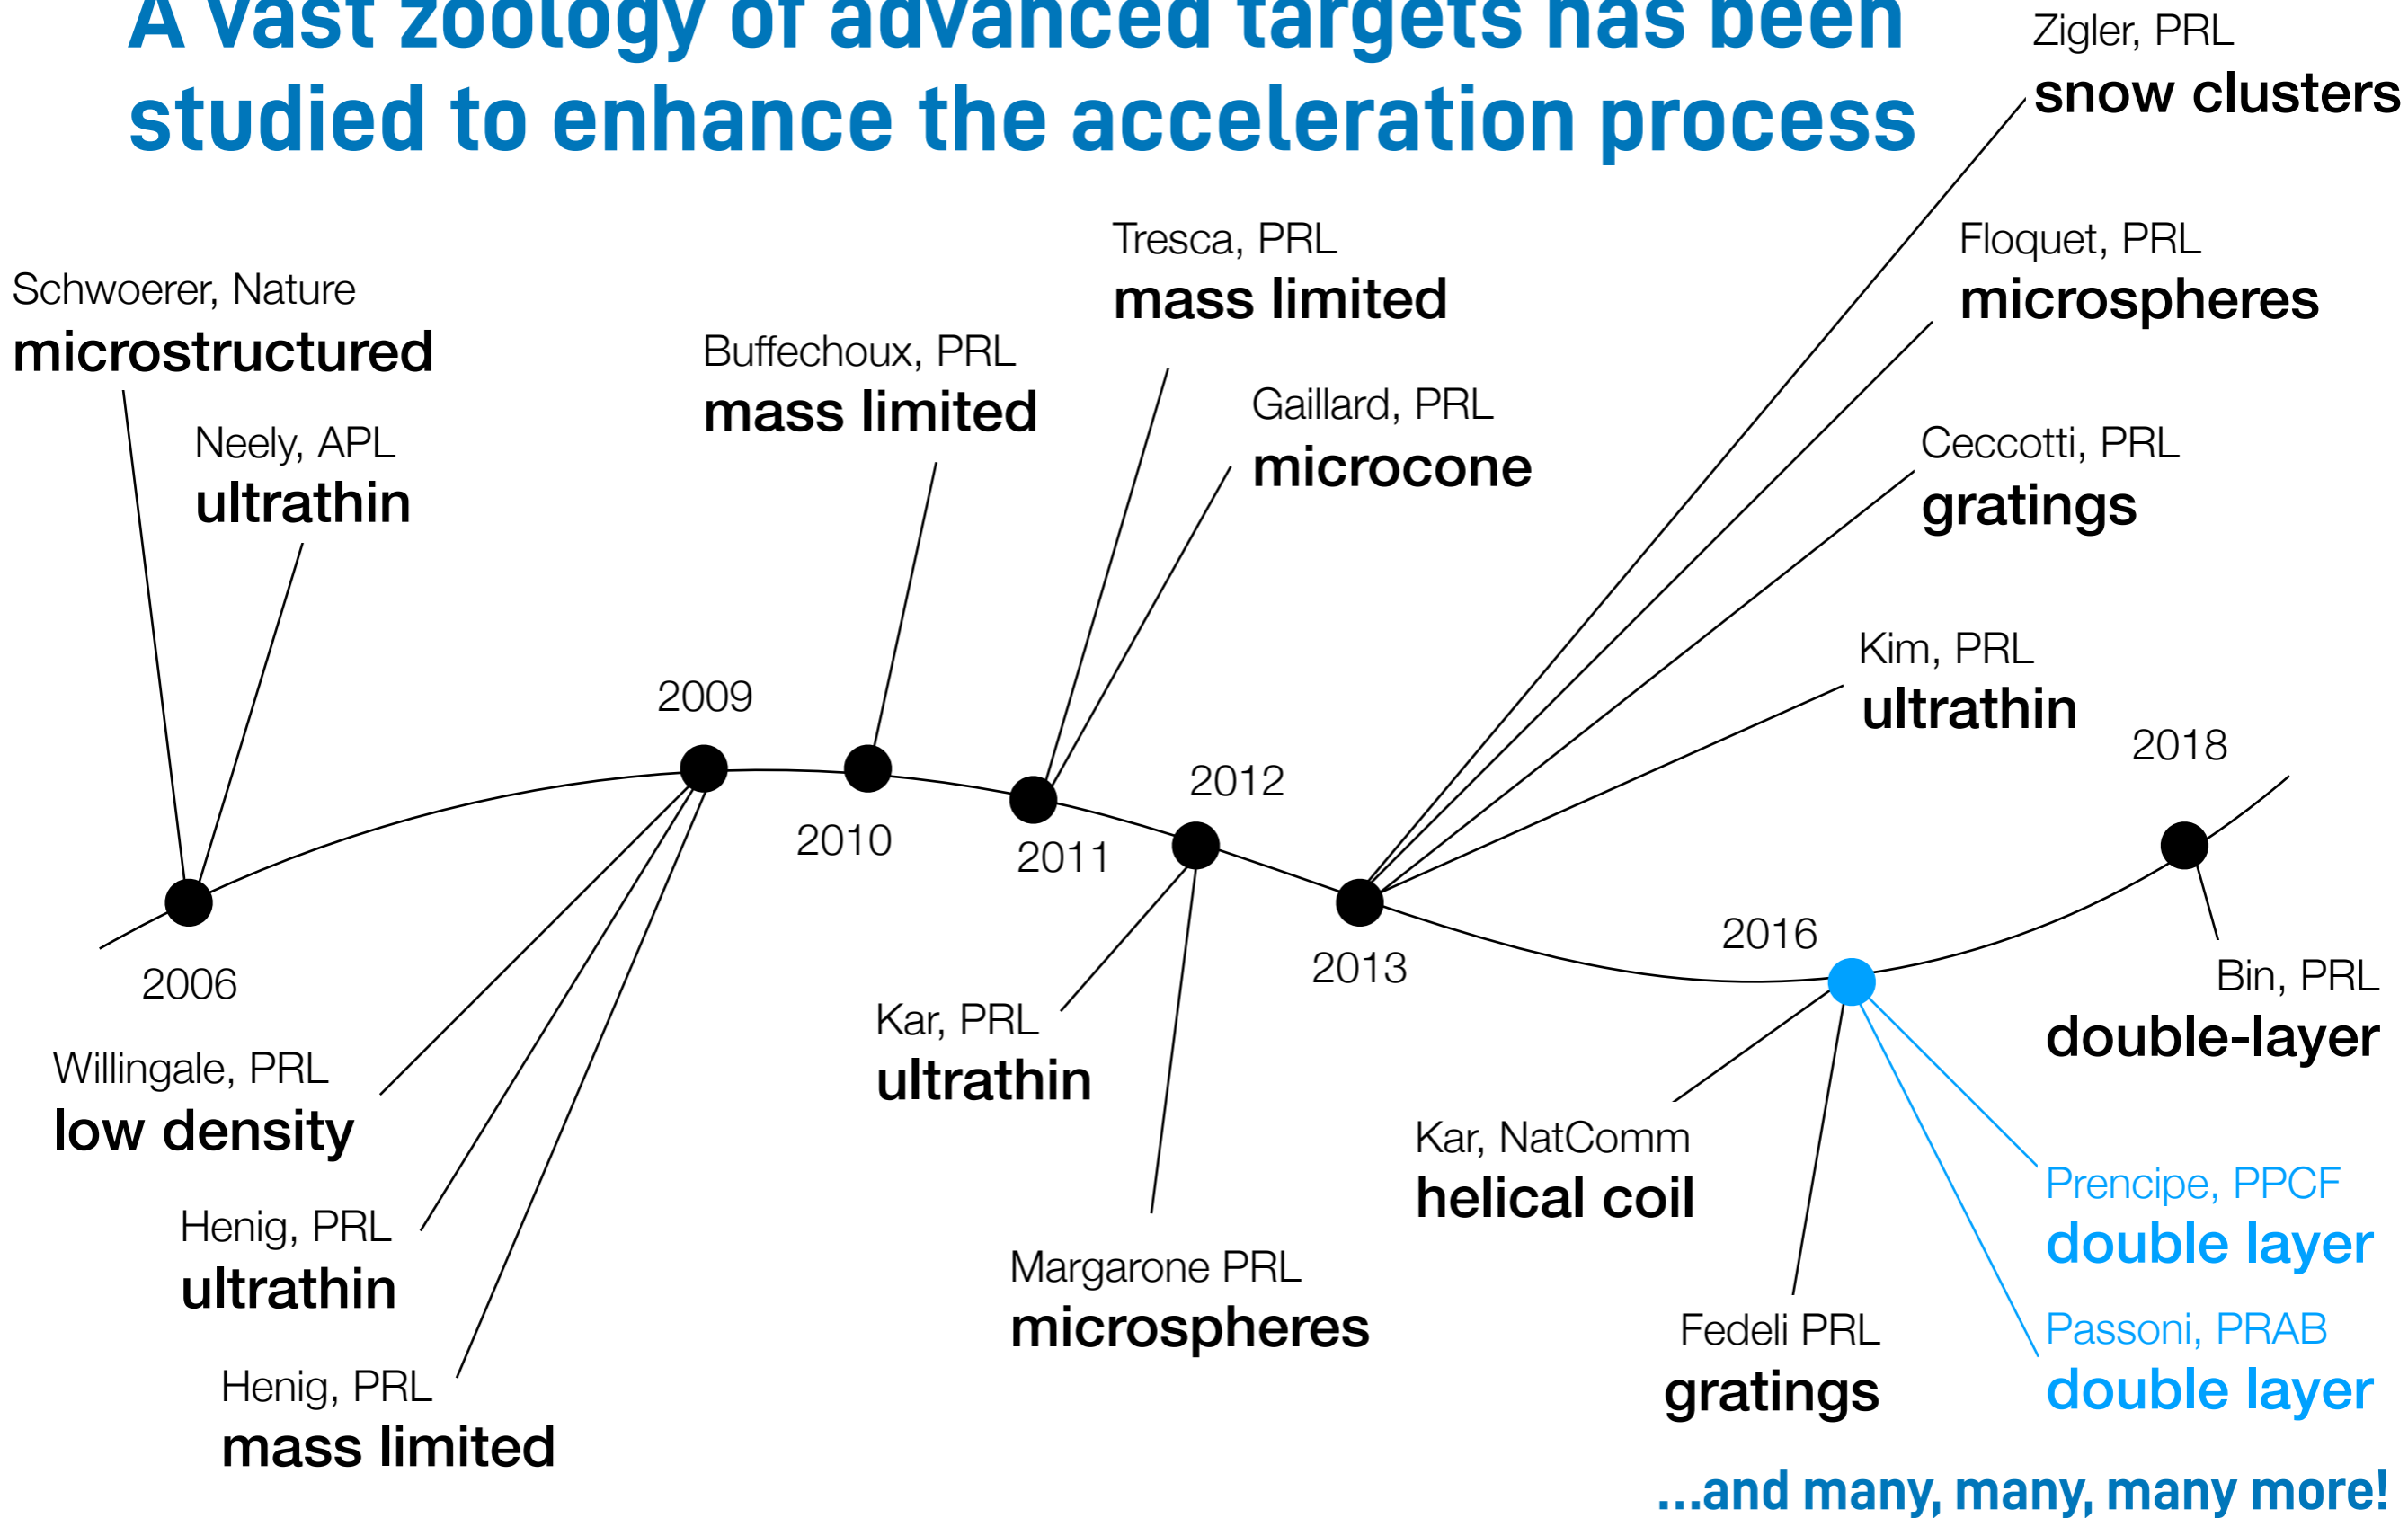 A vast zoology of advanced targets has been
studied to enhance the acceleration process
Zigler, PRL
snow clusters
Tresca, PRL
mass limited
Floquet, PRL
microspheres
Schwoerer, Nature
microstructured
Buffechoux, PRL
mass limited
Gaillard, PRL
microcone
Neely, APL
ultrathin
Ceccotti, PRL
gratings
Kim, PRL
ultrathin
2009
2018
2012
2010
2011
2016
2013
2006
Bin, PRL
double-layer
Kar, PRL
ultrathin
Willingale, PRL
low density
Kar, NatComm
helical coil
Prencipe, PPCF
double layer
Henig, PRL
ultrathin
Margarone PRL
microspheres
Fedeli PRL
gratings
Passoni, PRAB
double layer
Henig, PRL
mass limited
...and many, many, many more!